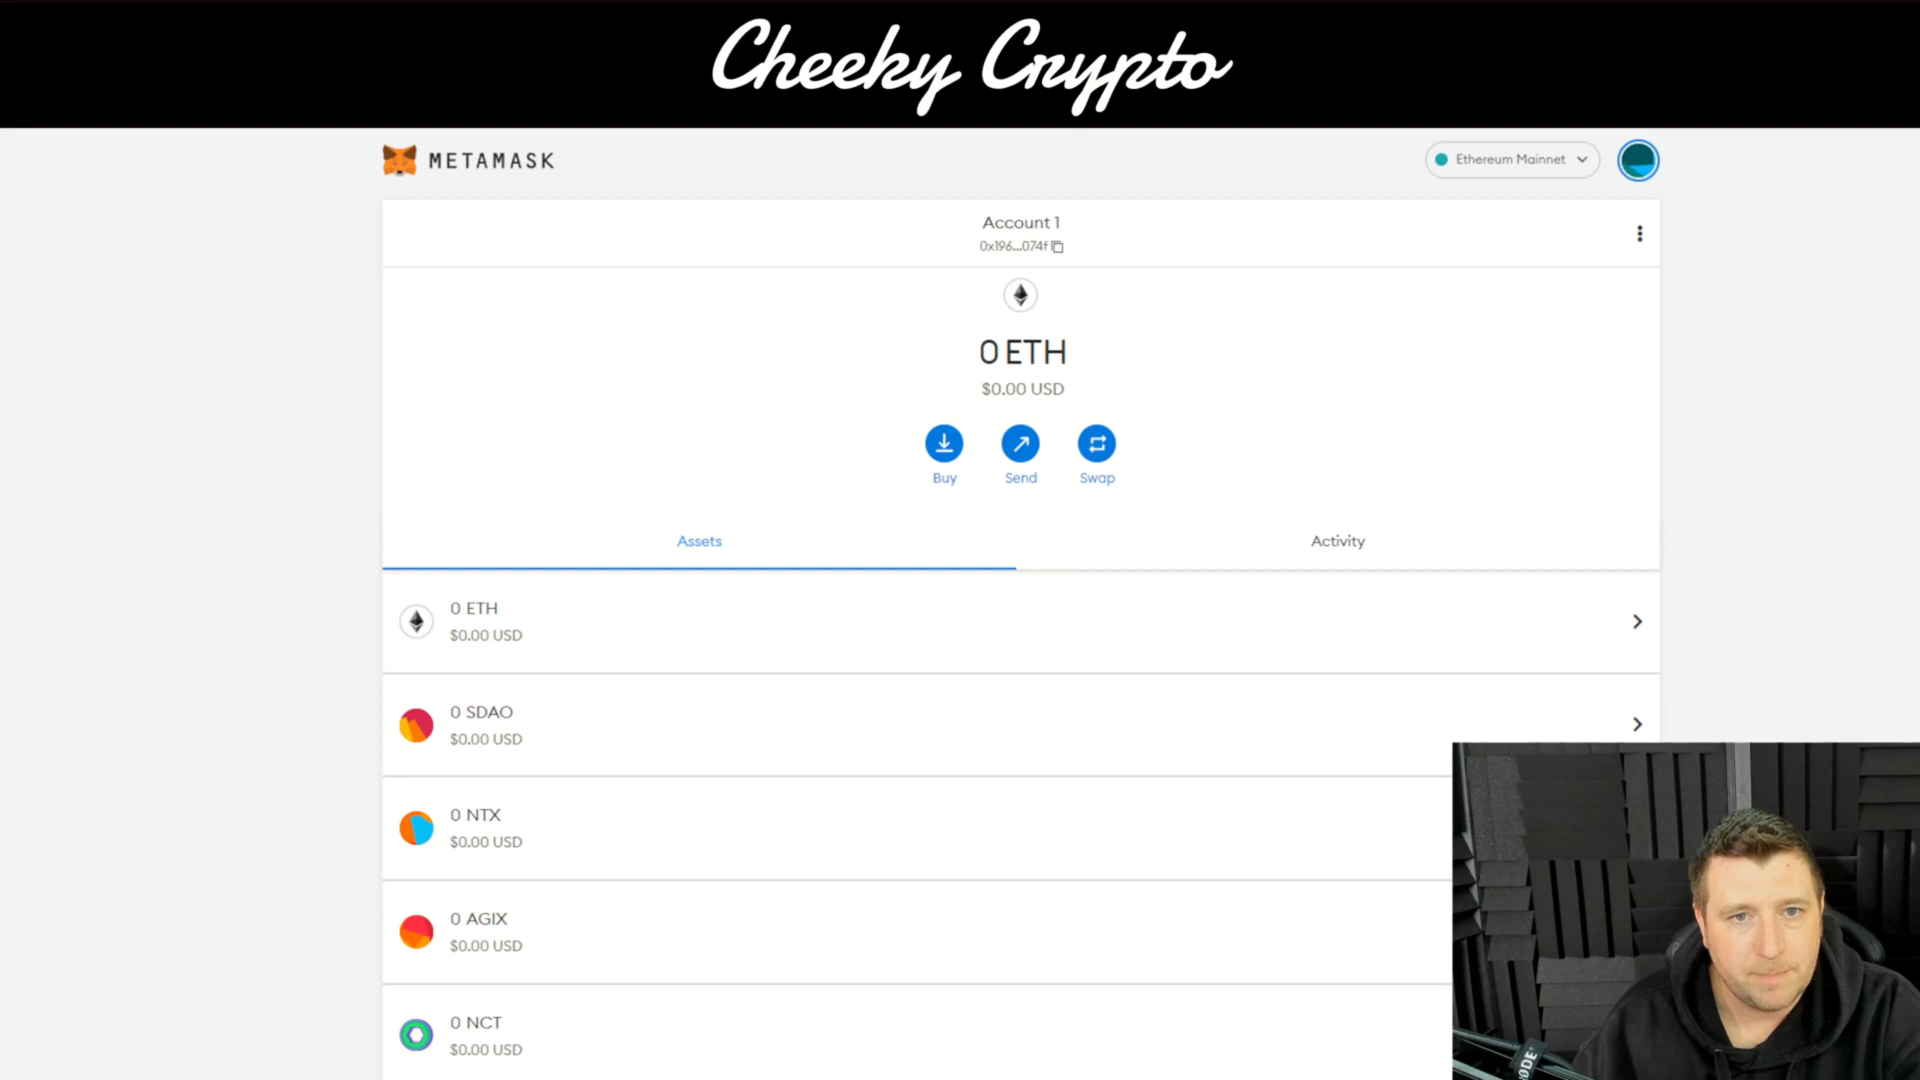 Cheeky Crypto
METAMASK
Ethereum Mainnet
Account 1
0x196...074f
0 ETH
$0.00 USD
Buy
Send
Swap
Assets
Activity
0 ETH
$0.00 USD
0 SDAO
$0.00 USD
0 NTX
$0.00 USD
0 AGIX
$0.00 USD
0 NCT
$0.00 USD